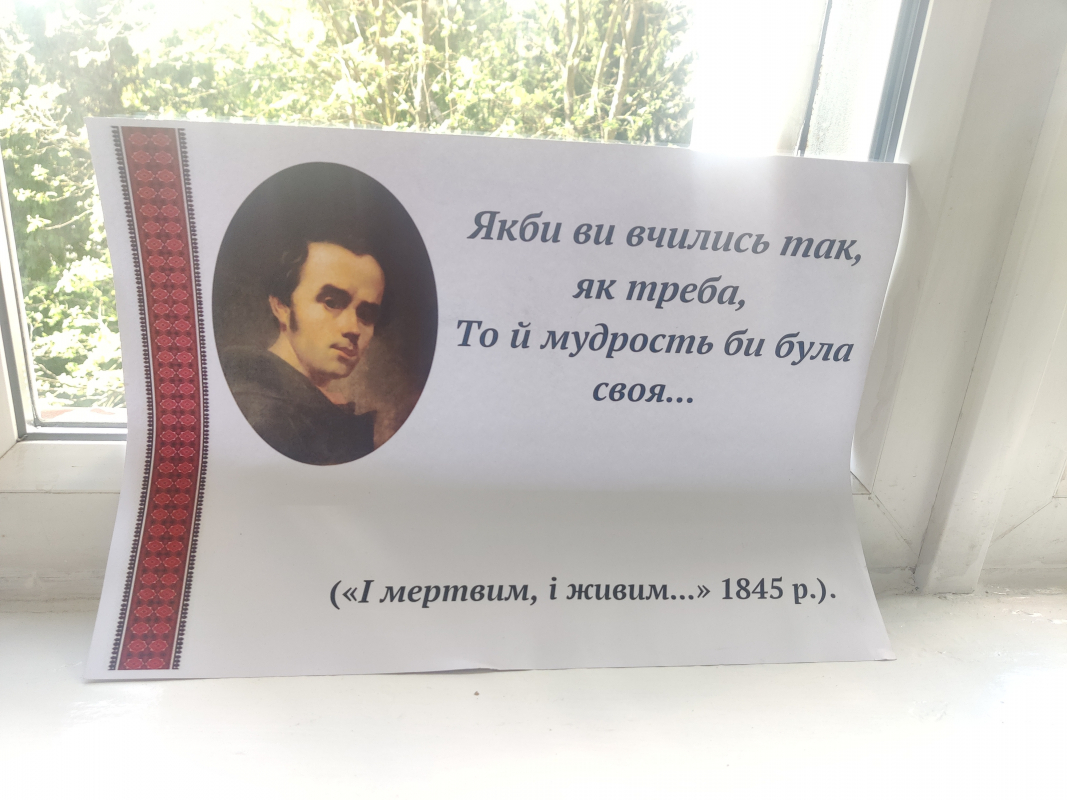 Якби ви вчились так,
як треба,
То й мудрость би була
своя...
(«І мертвим, і живим...» 1845 р.).